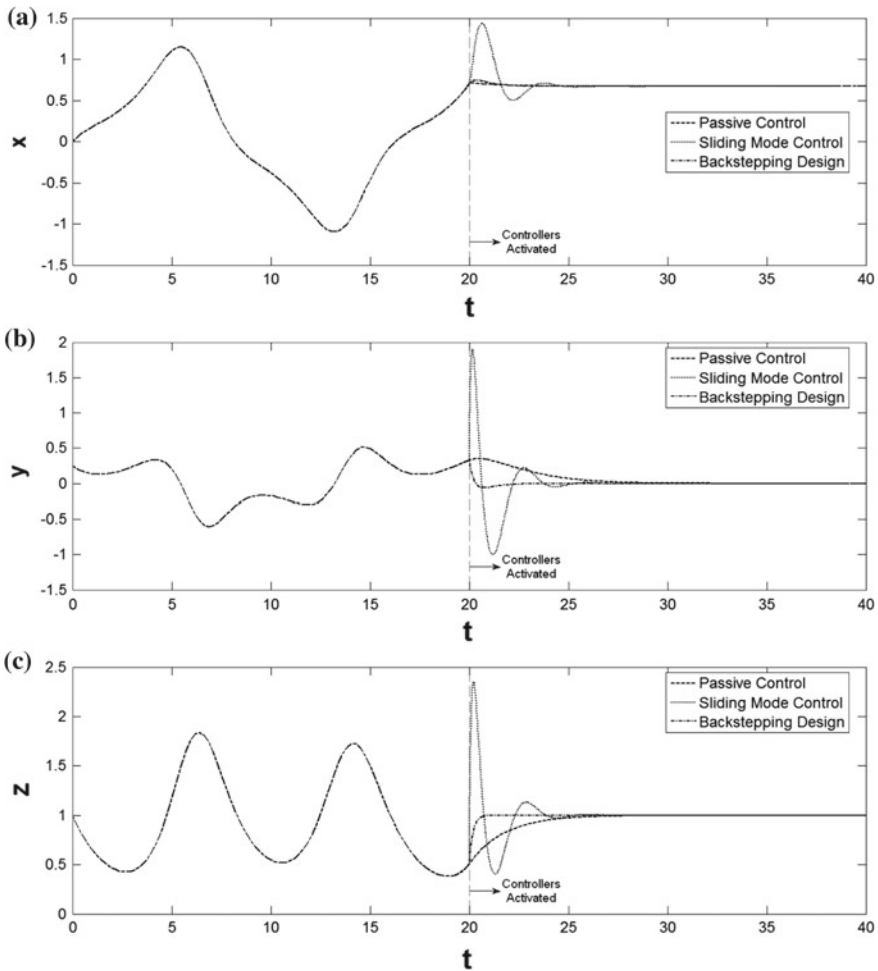 (a)
1.5
1
0.5
0
-0.5
-1
-1.5
x
Passive Control
Sliding Mode Control
Backstepping Design
Controllers
Activated
0 5 10 15 20 25 30 35 40
t
(b)
2
1.5
1
0.5
0
-0.5
-1
-1.5
y
Passive Control
Sliding Mode Control
Backstepping Design
Controllers
Activated
0 5 10 15 20 25 30 35 40
t
(c)
2.5
2
1.5
1
0.5
0
z
Passive Control
Sliding Mode Control
Backstepping Design
Controllers
Activated
0 5 10 15 20 25 30 35 40
t